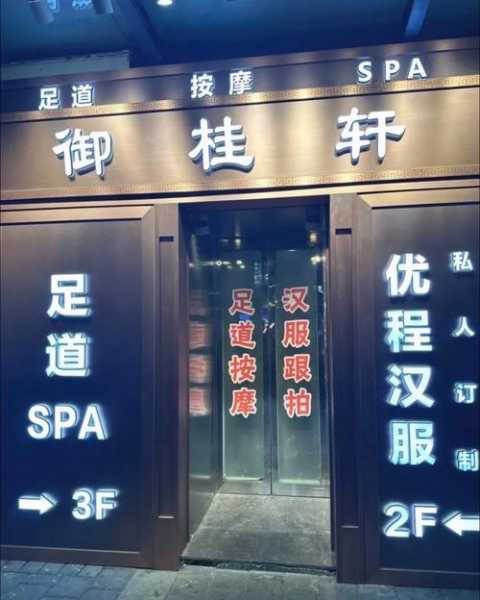 足道 按摩 SPA
御桂轩
足道
SPA
→ 3F
足道按摩
汉服跟拍
优程汉服
私人订制
2F ←